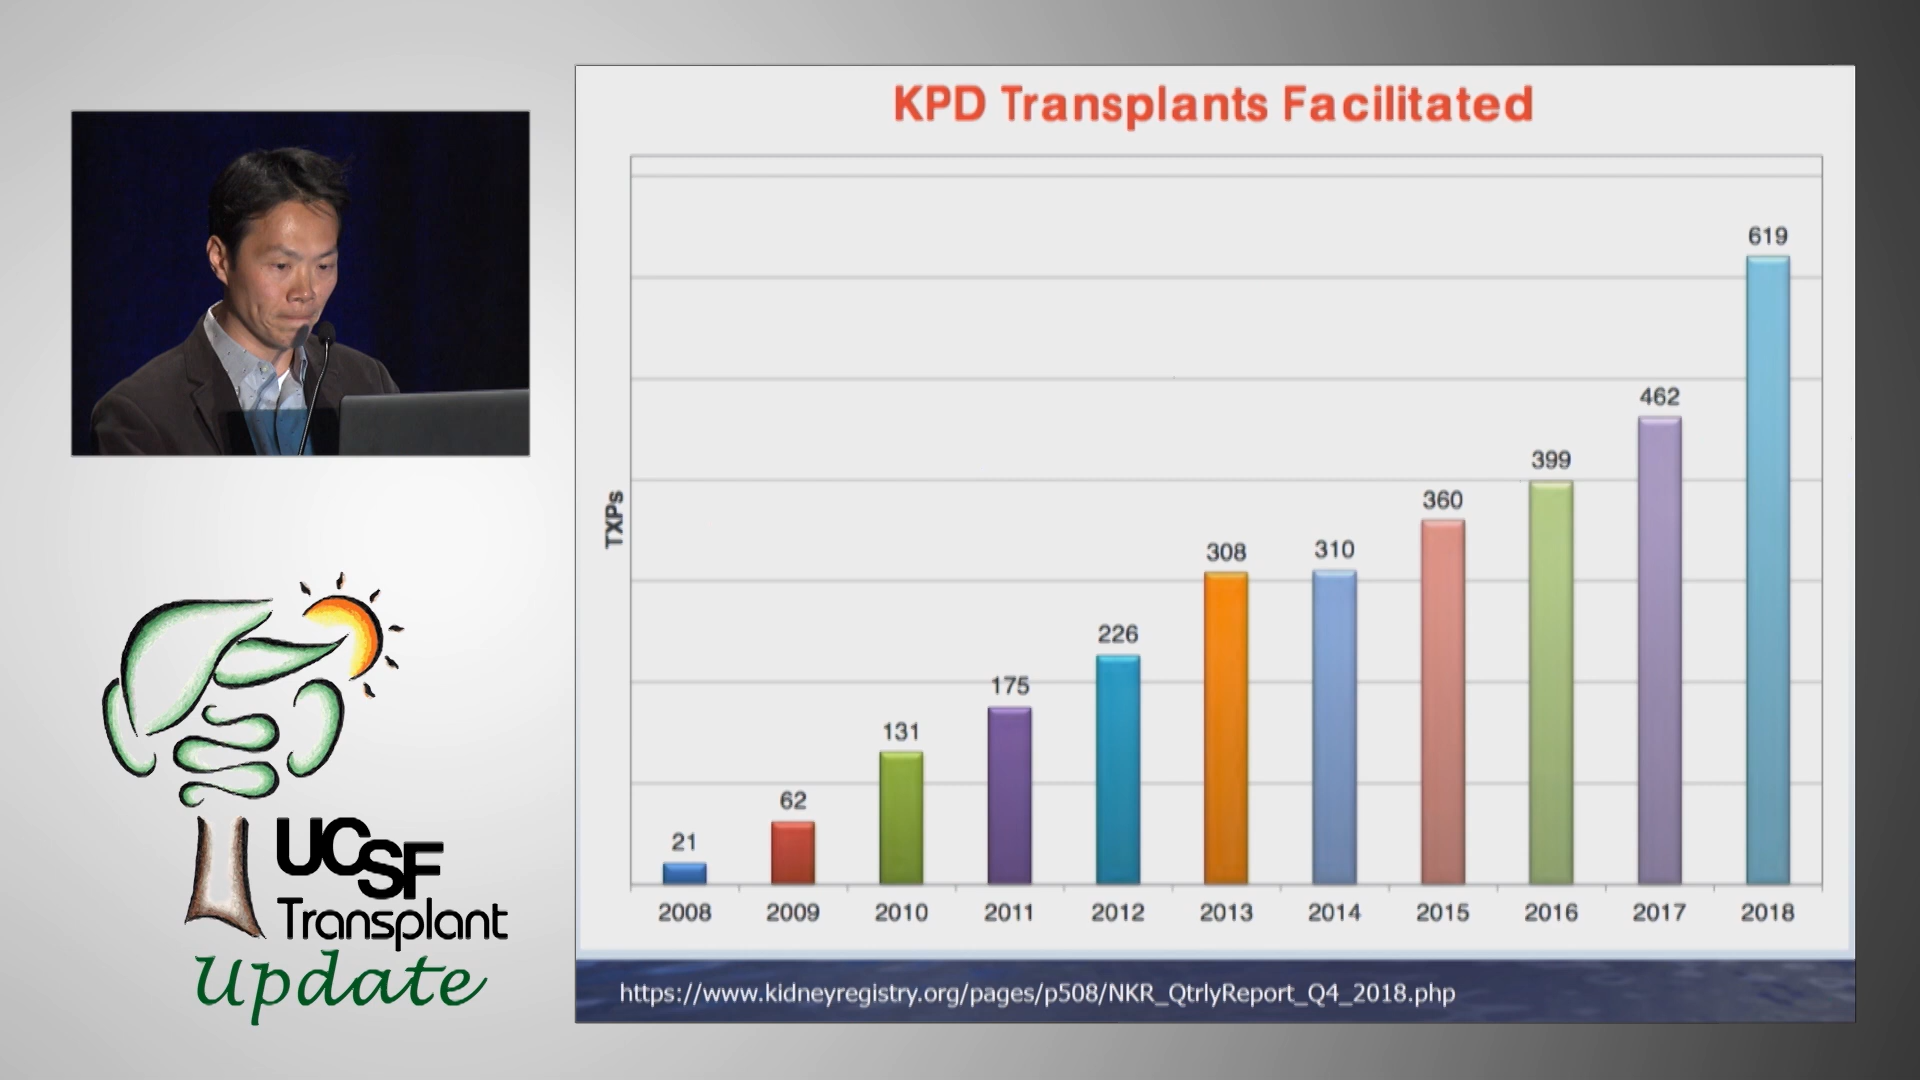 KPD Transplants Facilitated
TXPs
21
62
131
175
226
308
310
360
399
462
619
2008 2009 2010 2011 2012 2013 2014 2015 2016 2017 2018
https://www.kidneyregistry.org/pages/p508/NKR_QtrlyReport_Q4_2018.php
UCSF
Transplant
Update